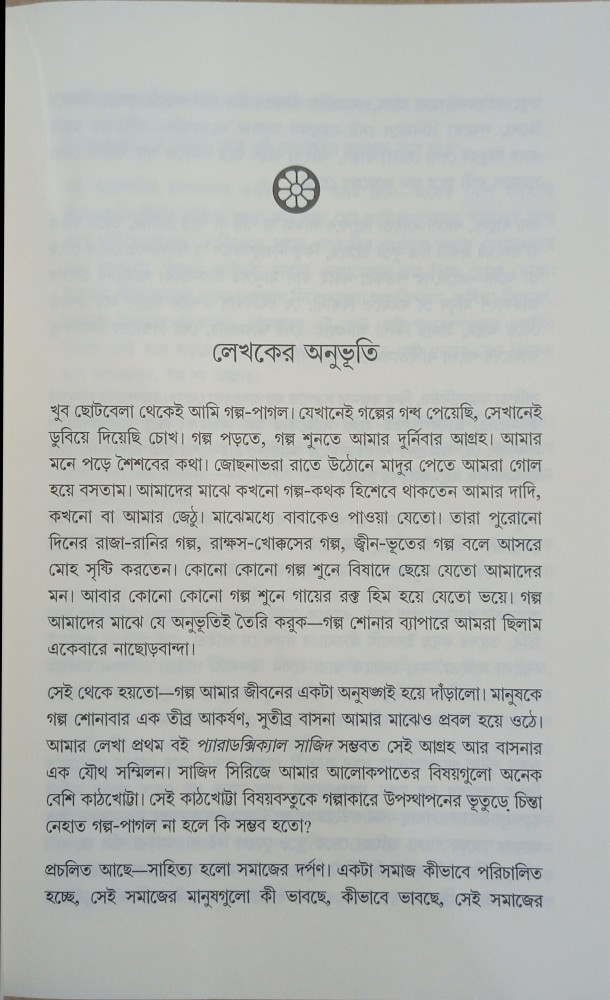 লেখকের অনুভূতি
খুব ছোটবেলা থেকেই আমি গল্প-পাগল। যেখানেই গল্পের গন্ধ পেয়েছি, সেখানেই
ডুবিয়ে দিয়েছি চোখ। গল্প পড়তে, গল্প শুনতে আমার দুর্নিবার আগ্রহ। আমার
মনে পড়ে শৈশবের কথা। জোছনাভরা রাতে উঠোনে মাদুর পেতে আমরা গোল
হয়ে বসতাম। আমাদের মাঝে কখনো গল্প-কথক হিশেবে থাকতেন আমার দাদি,
কখনো বা আমার জেঠু। মাঝেমধ্যে বাবাকেও পাওয়া যেতো। তারা পুরোনো
দিনের রাজা-রানির গল্প, রাক্ষস-খোক্কসের গল্প, জ্বীন-ভূতের গল্প বলে আসরে
মোহ সৃষ্টি করতেন। কোনো কোনো গল্প শুনে বিষাদে ছেয়ে যেতো আমাদের
মন। আবার কোনো কোনো গল্প শুনে গায়ের রক্ত হিম হয়ে যেতো ভয়ে। গল্প
আমাদের মাঝে যে অনুভূতিই তৈরি করুক—গল্প শোনার ব্যাপারে আমরা ছিলাম
একেবারে নাছোড়বান্দা।
সেই থেকে হয়তো—গল্প আমার জীবনের একটা অনুষঙ্গই হয়ে দাঁড়ালো। মানুষকে
গল্প শোনাবার এক তীব্র আকর্ষণ, সুতীব্র বাসনা আমার মাঝেও প্রবল হয়ে ওঠে।
আমার লেখা প্রথম বই প্যারাডক্সিক্যাল সাজিদ সম্ভবত সেই আগ্রহ আর বাসনার
এক যৌথ সম্মিলন। সাজিদ সিরিজে আমার আলোকপাতের বিষয়গুলো অনেক
বেশি কাঠখোট্টা। সেই কাঠখোট্টা বিষয়বস্তুকে গল্পাকারে উপস্থাপনের ভূতুড়ে চিন্তা
নেহাত গল্প-পাগল না হলে কি সম্ভব হতো?
প্রচলিত আছে—সাহিত্য হলো সমাজের দর্পণ। একটা সমাজ কীভাবে পরিচালিত
হচ্ছে, সেই সমাজের মানুষগুলো কী ভাবছে, কীভাবে ভাবছে, সেই সমাজের